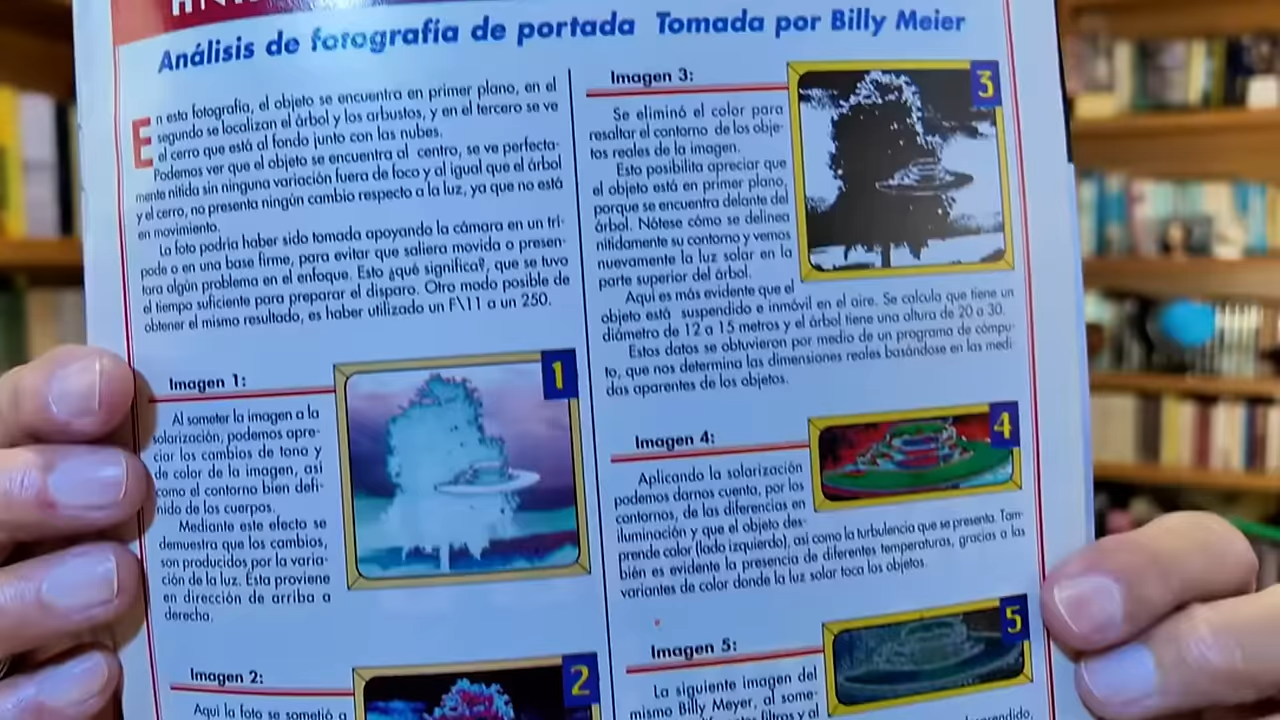 Análisis de fotografía de portada Tomada por Billy Meier
En esta fotografía, el objeto se encuentra en primer plano, en el
segundo se localizan el árbol y los arbustos, y en el tercero se ve
el cerro que está al fondo junto con las nubes.
Podemos ver que el objeto se encuentra al centro, se ve perfecta-
mente nitida sin ninguna variación fuera de foco y al igual que el árbol
y el cerro, no presenta ningún cambio respecto a la luz, ya que no está
en movimiento.
La foto podría haber sido tomada apoyando la cámara en un trí-
pode o en una base firme, para evitar que saliera movida o presen-
tara algún problema en el enfoque. Esto ¿qué significa?, que se tuvo
el tiempo suficiente para preparar el disparo. Otro modo posible de
obtener el mismo resultado, es haber utilizado un F\11 a un 250.
Imagen 1:
1
Al someter la imagen a la
solarización, podemos apre-
ciar los cambios de tono y
de color de la imagen, así
como el contorno bien defi-
nido de los cuerpos.
Mediante este efecto se
demuestra que los cambios,
son producidos por la varia-
ción de la luz. Ésta proviene
en dirección de arriba a
derecha.
Imagen 2:
2
Aquí la foto se sometió a
Imagen 3:
3
Se eliminó el color para
resaltar el contorno de los obje-
tos reales de la imagen.
Esto posibilita apreciar que
el objeto está en primer plano,
porque se encuentra delante del
árbol. Nótese cómo se delinea
nítidamente su contorno y vemos
nuevamente la luz solar en la
parte superior del árbol.
Aquí es más evidente que el
objeto está suspendido e inmóvil en el aire. Se calcula que tiene un
diámetro de 12 a 15 metros y el árbol tiene una altura de 20 a 30.
Estos datos se obtuvieron por medio de un programa de cómpu-
to, que nos determina las dimensiones reales basándose en las medi-
das aparentes de los objetos.
Imagen 4:
4
Aplicando la solarización
podemos darnos cuenta, por los
contornos, de las diferencias en
iluminación y que el objeto des-
prende calor (lado izquierdo), así como la turbulencia que se presenta. Tam-
bién es evidente la presencia de diferentes temperaturas, gracias a las
variantes de color donde la luz solar toca los objetos.
Imagen 5:
5
La siguiente imagen del
mismo Billy Meyer, al some-
filtros y al